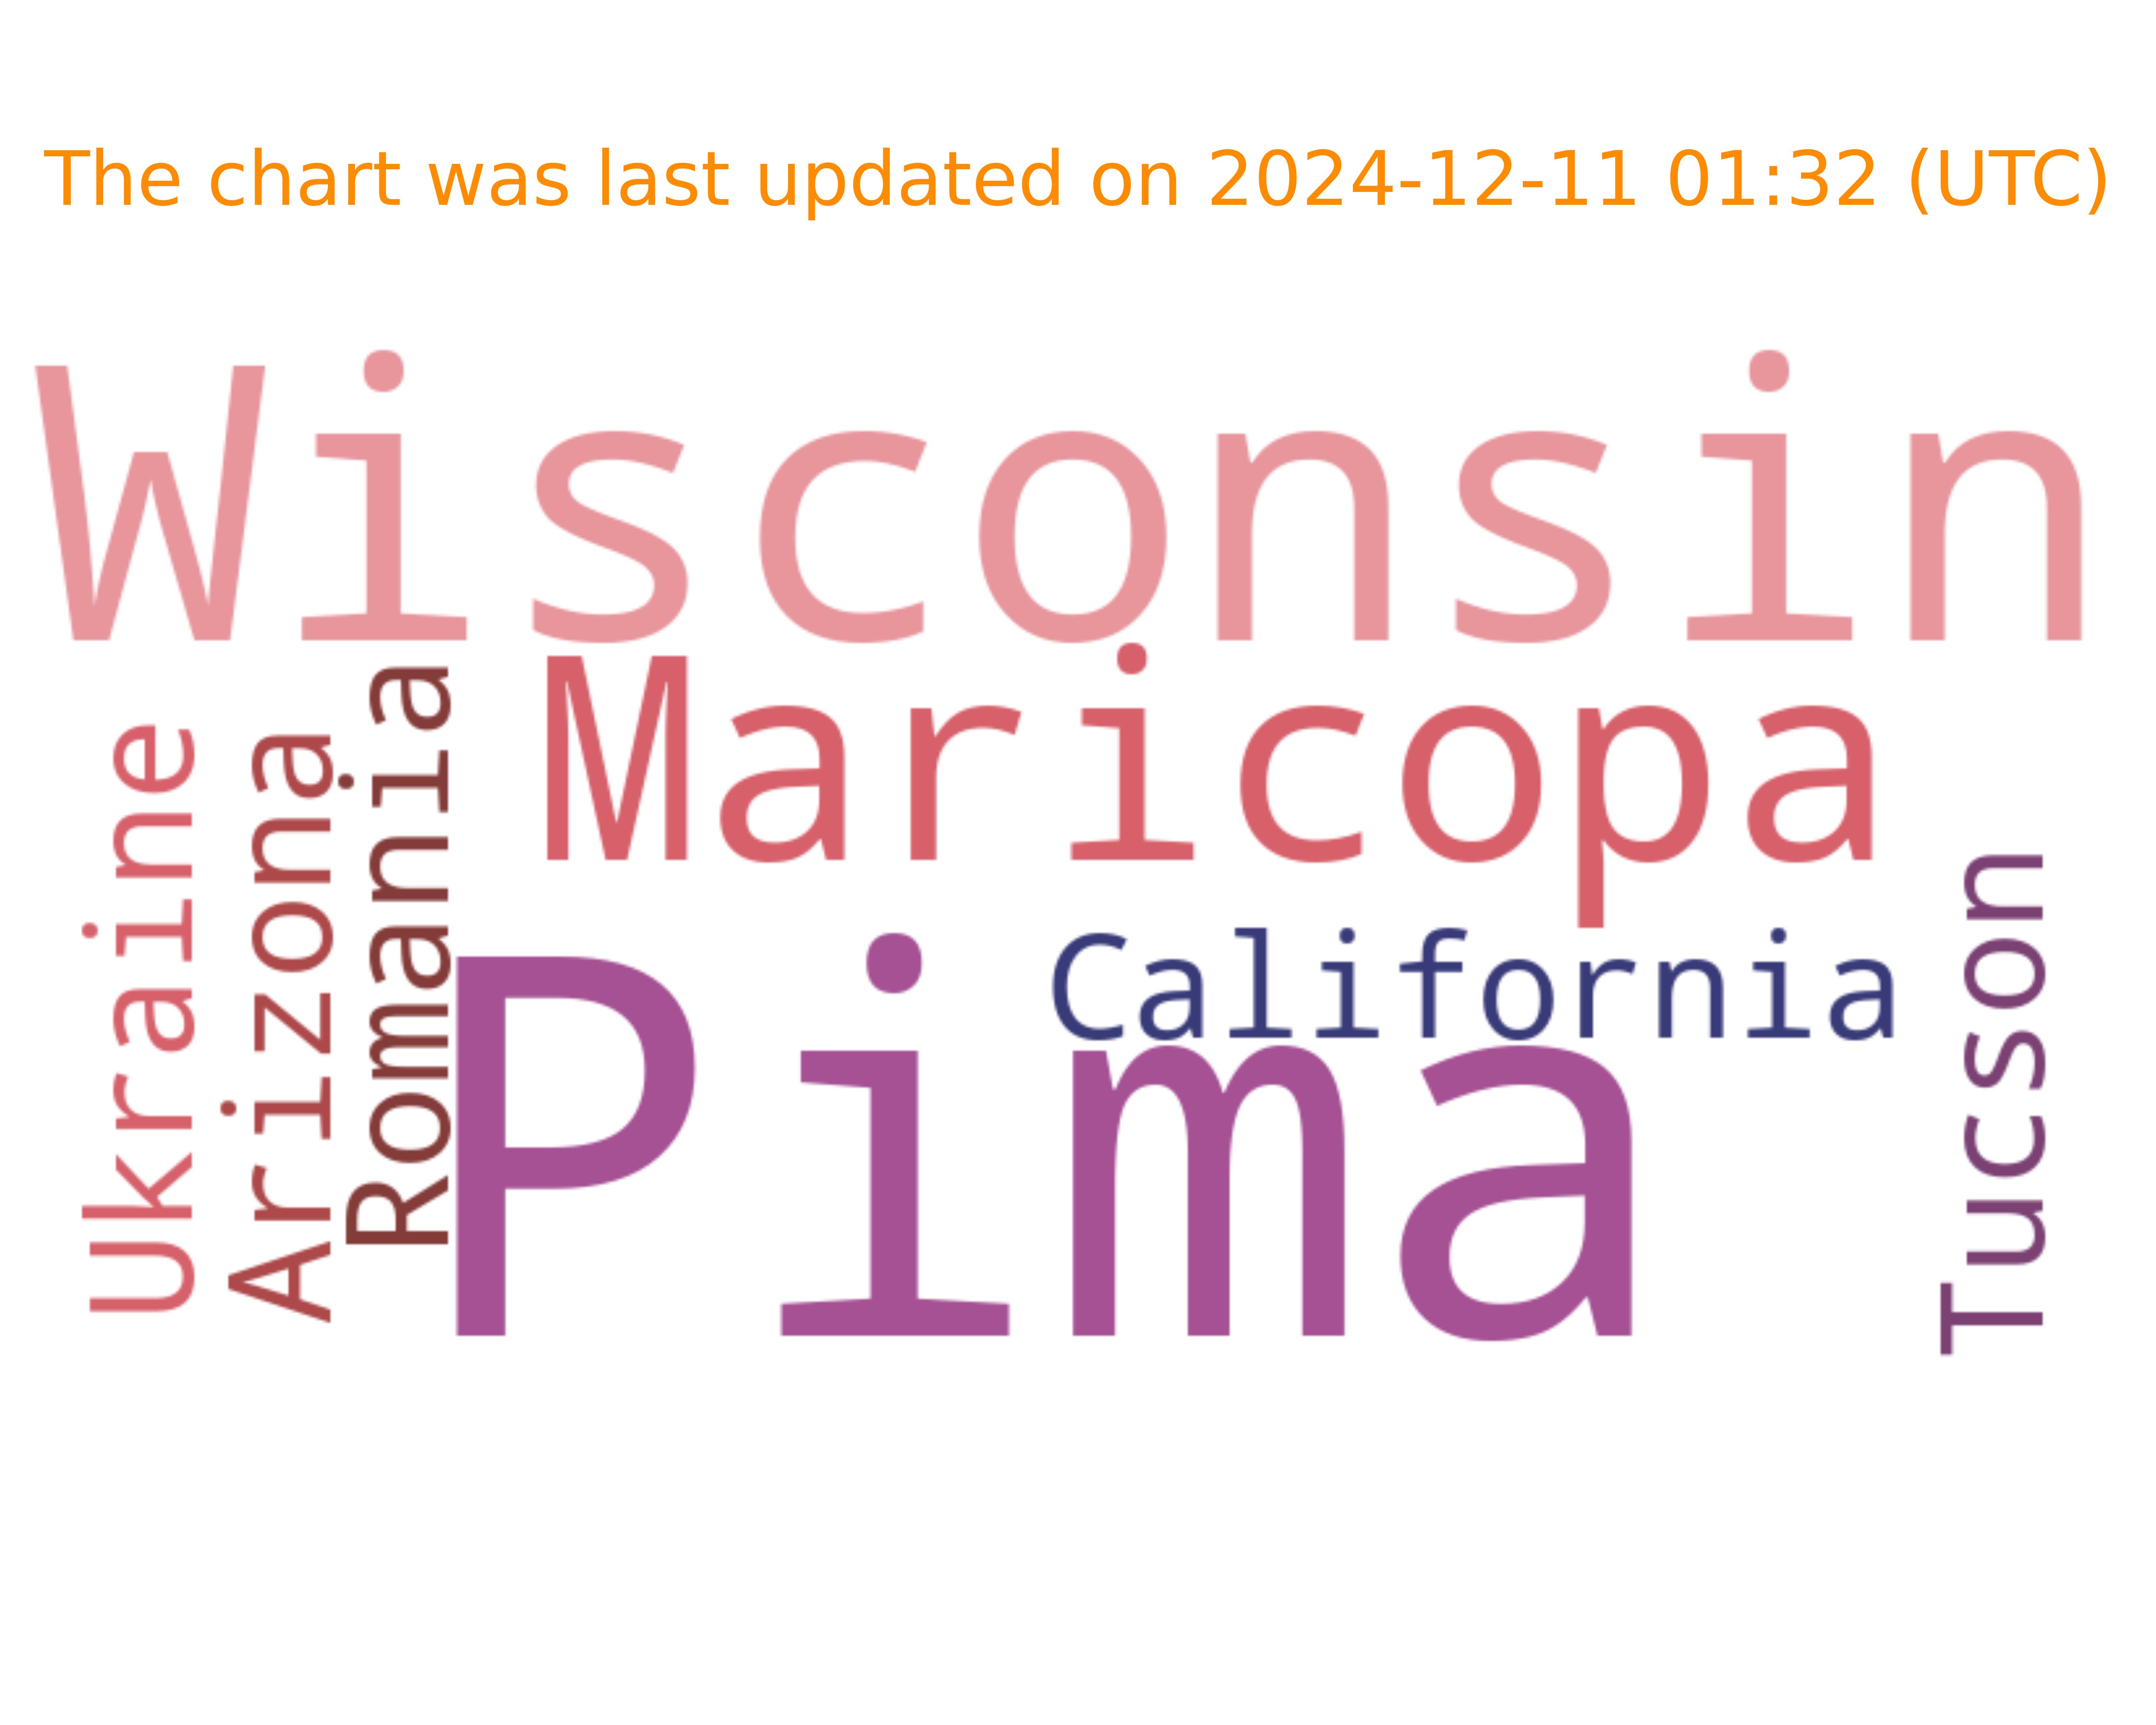 The chart was last updated on 2024-12-11 01:32 (UTC)
Wisconsin
Maricopa
Ukraine
Arizona
Romania
California
Pima
Tucson